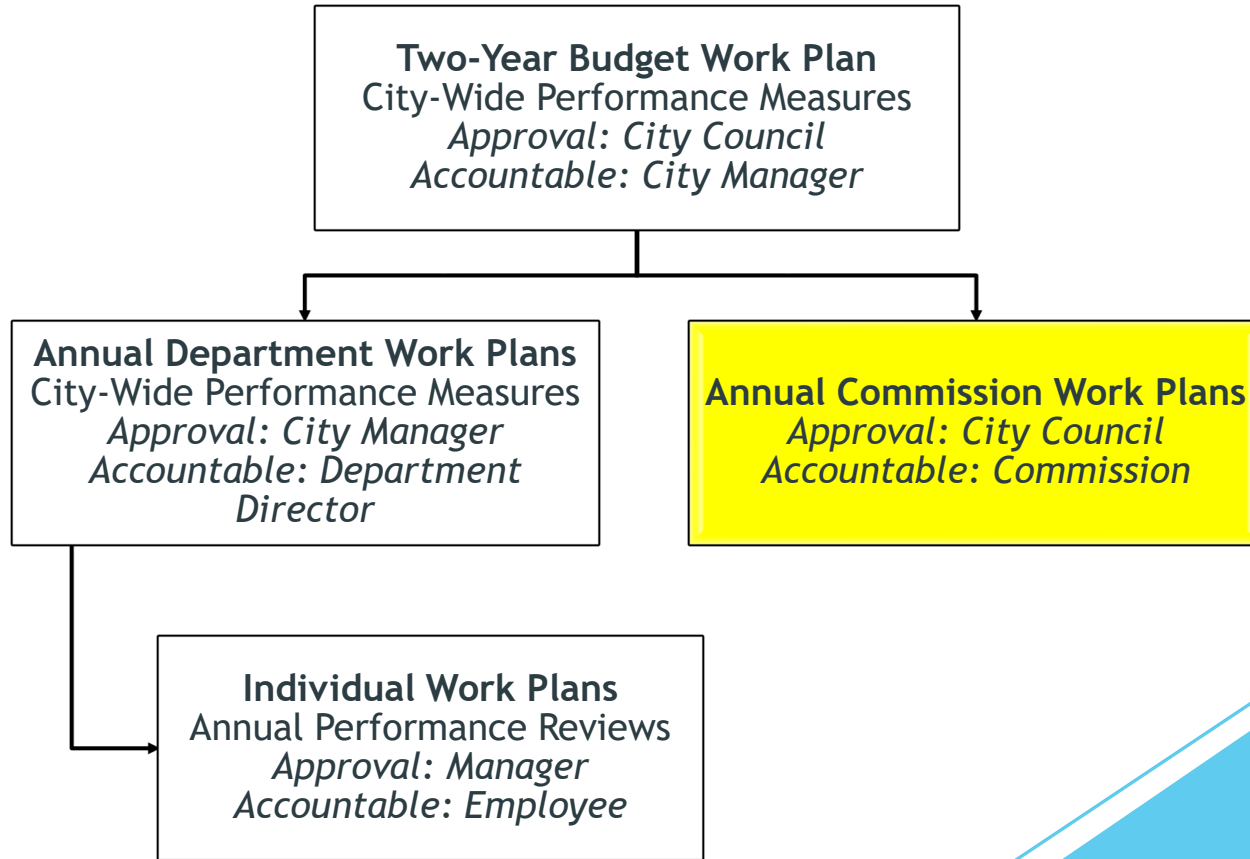 Two-Year Budget Work Plan
City-Wide Performance Measures
Approval: City Council
Accountable: City Manager
Annual Department Work Plans
City-Wide Performance Measures
Approval: City Manager
Accountable: Department
Director
Annual Commission Work Plans
Approval: City Council
Accountable: Commission
Individual Work Plans
Annual Performance Reviews
Approval: Manager
Accountable: Employee